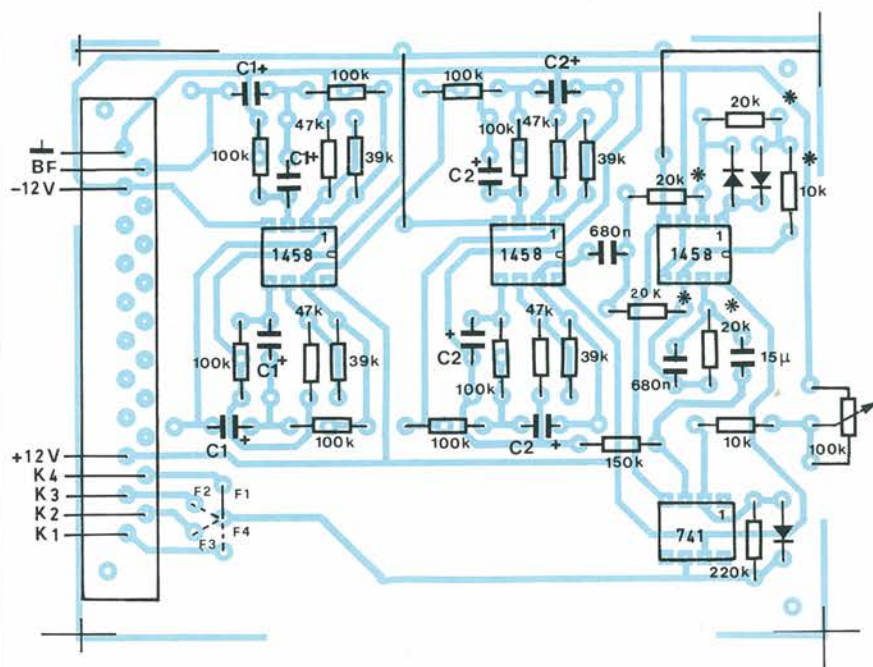 C1+
100k
100k
C2+
20k
*
47k
100k
47k
BF
100k
C1+
39k
C2 +
39k
20k
*
*
10k
-12V
1
1458
1
1458
680n
1
1458
47k
47k
20k
*
*
20k
100k
C1+
39k
C2 +
100k
39k
680n
15µ
C1 +
100k
100k
C2 +
150k
10k
100k
+12V
K4
K3
K2
K1
F2
F1
F3
F4
1
741
220k